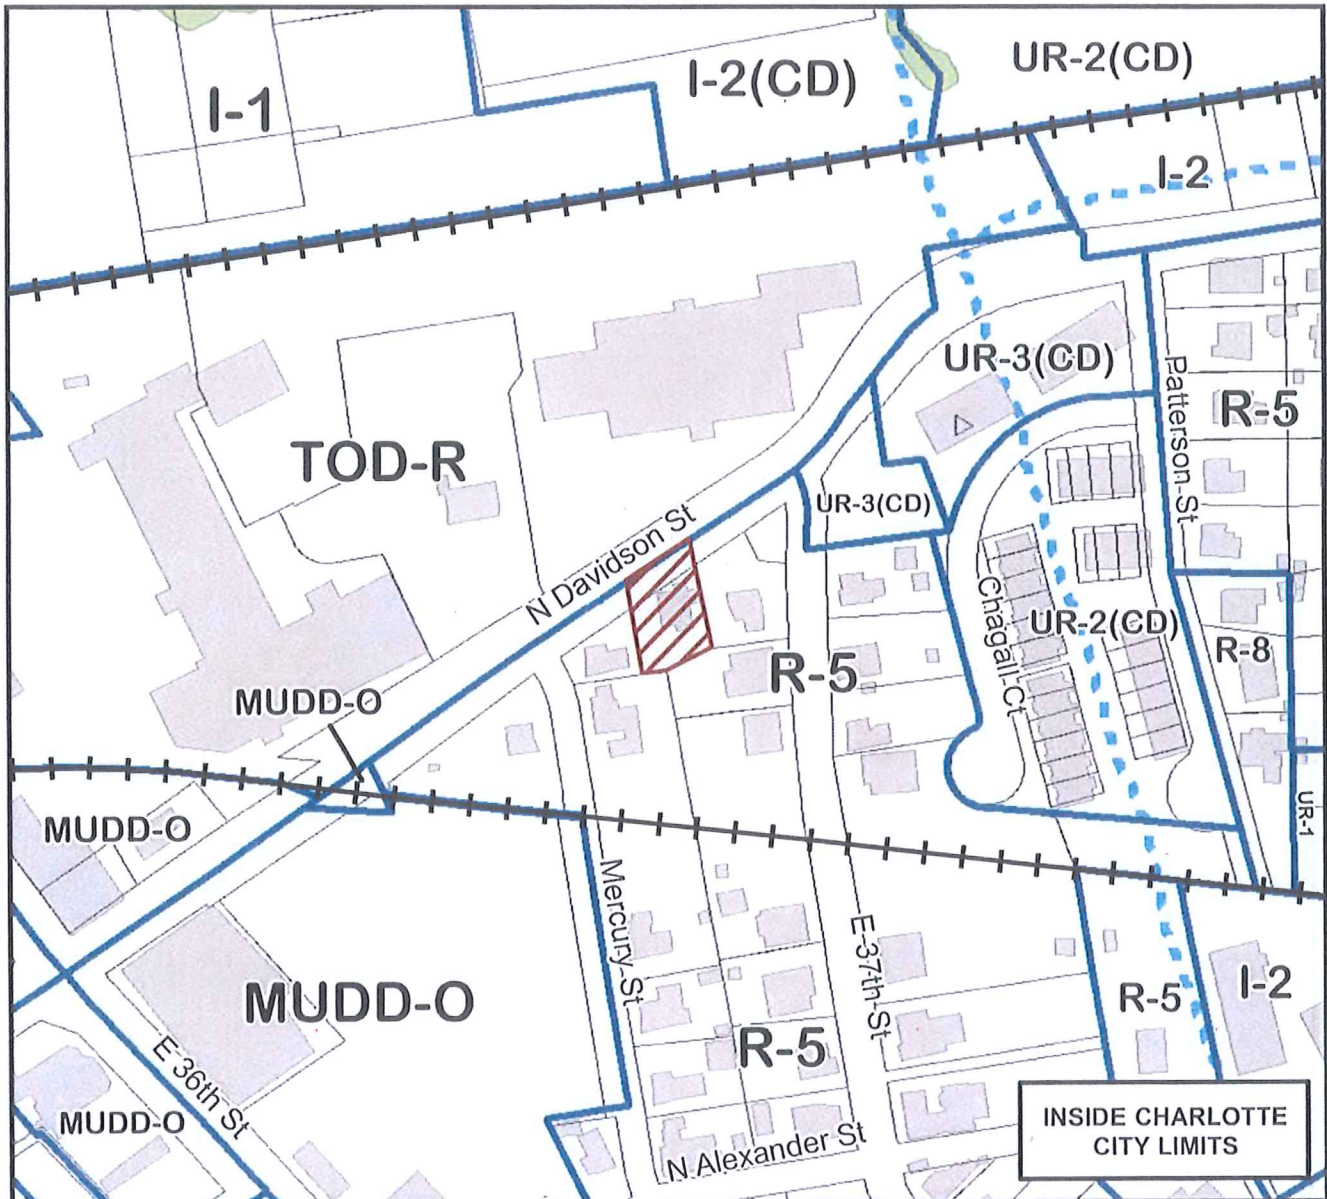 UR-2(CD)
I-2(CD)
I-1
I-2
UR-3(CD)
Patterson-St
R-5
TOD-R
UR-3(CD)
N Davidson St
Chagall-Ct
UR-2(CD)
R-8
R-5
MUDD-O
UR-1
MUDD-O
Mercury-St
E-37th-St
MUDD-O
R-5
I-2
R-5
E 36th St
MUDD-O
N Alexander St
INSIDE CHARLOTTE
CITY LIMITS